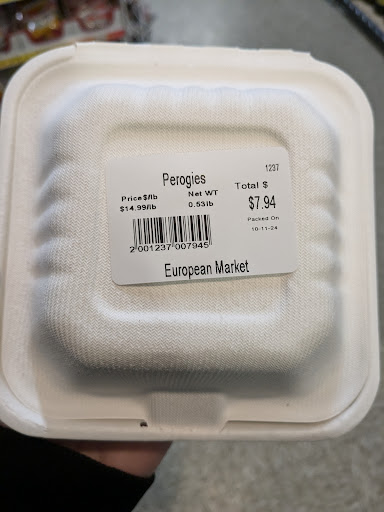 1237
Perogies
Price $/lb Net WT Total $
$14.99/lb 0.53lb $7.94
Packed On
10-11-24
2 001237 007945
European Market